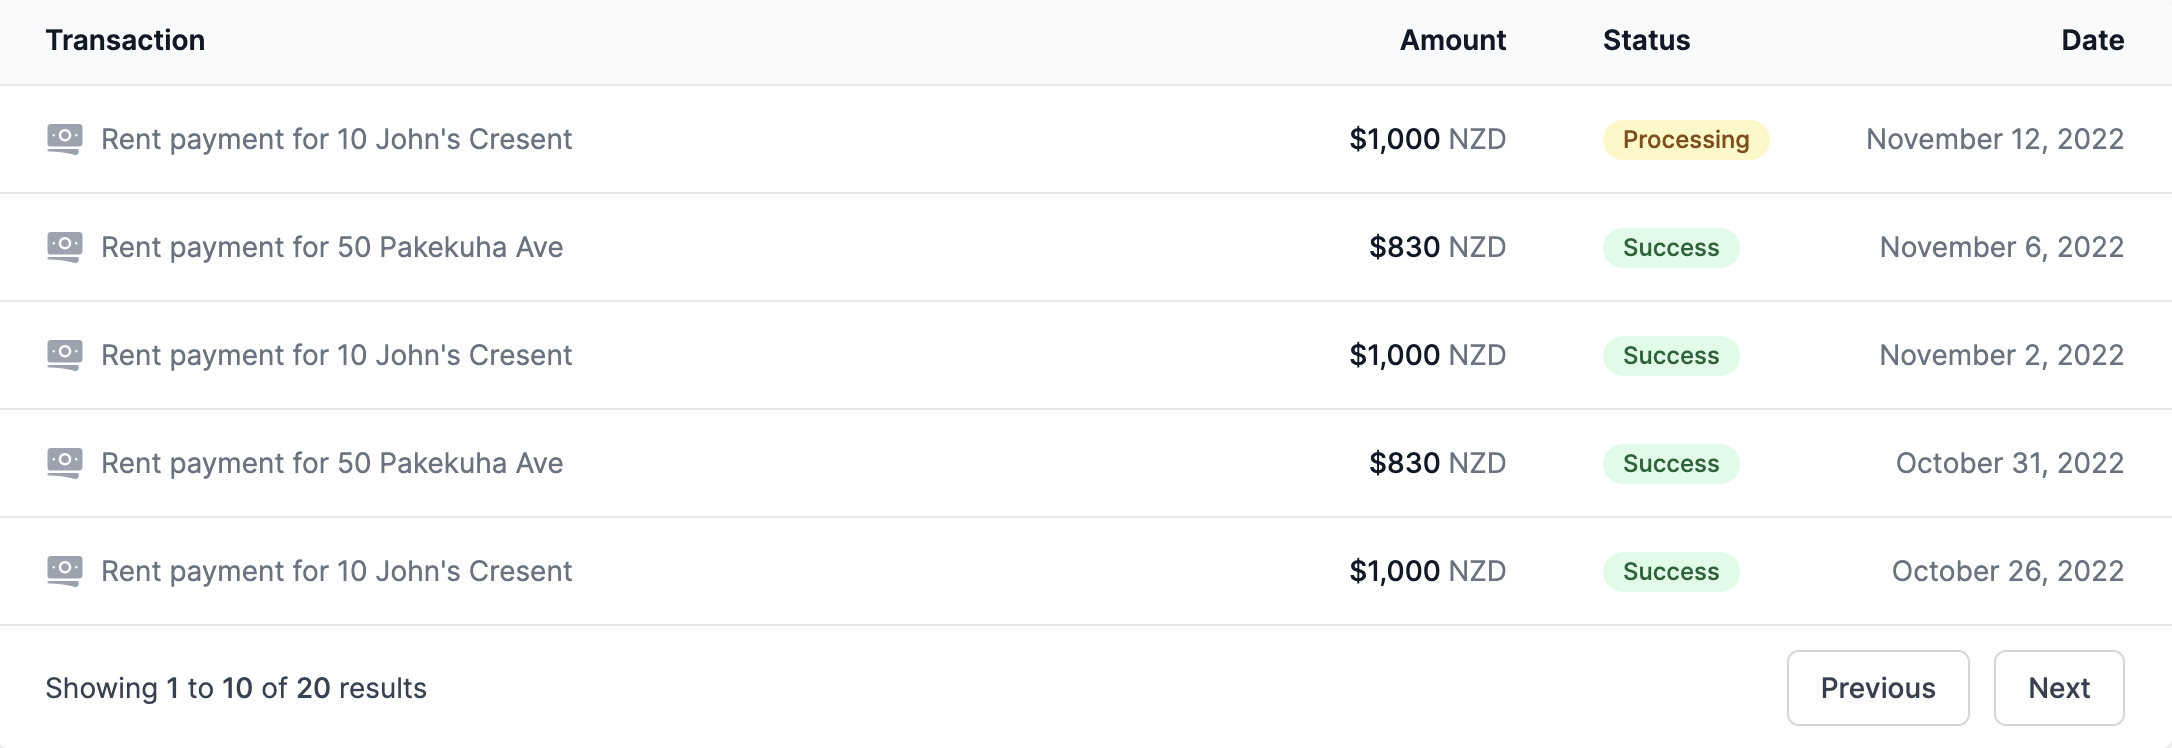 Transaction Amount Status Date
Rent payment for 10 John's Cresent $1,000 NZD Processing November 12, 2022
Rent payment for 50 Pakekuha Ave $830 NZD Success November 6, 2022
Rent payment for 10 John's Cresent $1,000 NZD Success November 2, 2022
Rent payment for 50 Pakekuha Ave $830 NZD Success October 31, 2022
Rent payment for 10 John's Cresent $1,000 NZD Success October 26, 2022
Showing 1 to 10 of 20 results Previous Next